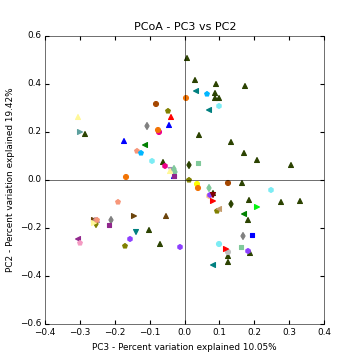 PCoA - PC3 vs PC2
0.6
0.4
0.2
0.0
−0.2
−0.4
−0.6
PC2 - Percent variation explained 19.42%
−0.4 −0.3 −0.2 −0.1 0.0 0.1 0.2 0.3 0.4
PC3 - Percent variation explained 10.05%